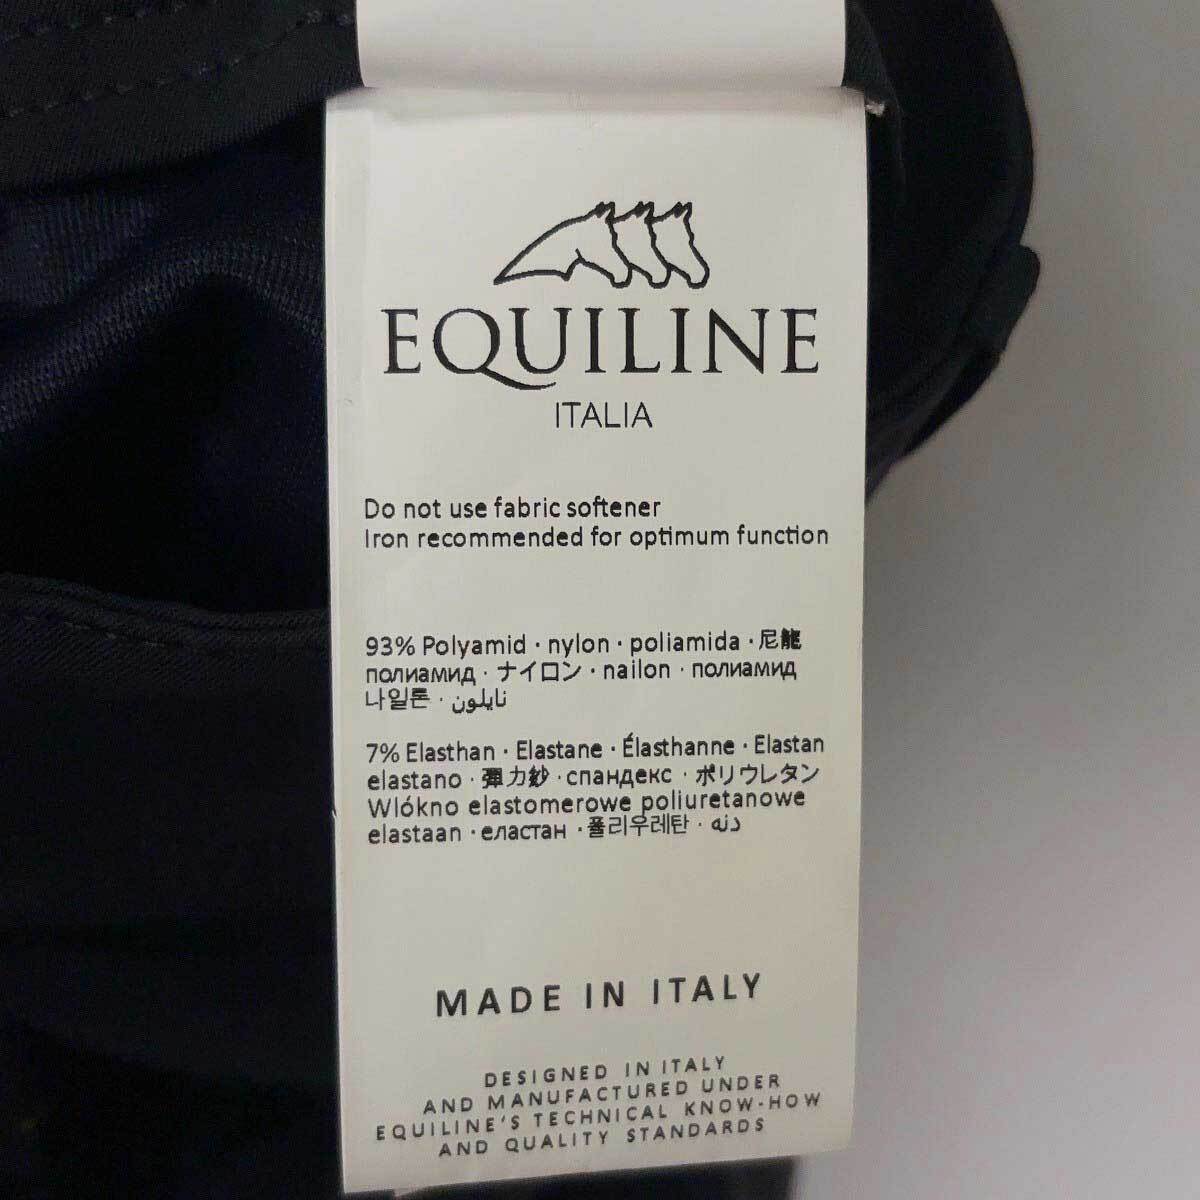 EQUILINE
ITALIA
Do not use fabric softener
Iron recommended for optimum function
93% Polyamid · nylon · poliamida · 尼龍
полиамид · ナイロン · nailon · полиамид
나일론 · نايلون
7% Elasthan · Elastane · Élasthanne · Elastan
elastano · 彈力紗 · спандекс · ポリウレタン
Wlókno elastomerowe poliuretanowe
elastaan · еластан ·폴리우레탄 · دنه
MADE IN ITALY
DESIGNED IN ITALY
AND MANUFACTURED UNDER
EQUILINE'S TECHNICAL KNOW-HOW
AND QUALITY STANDARDS